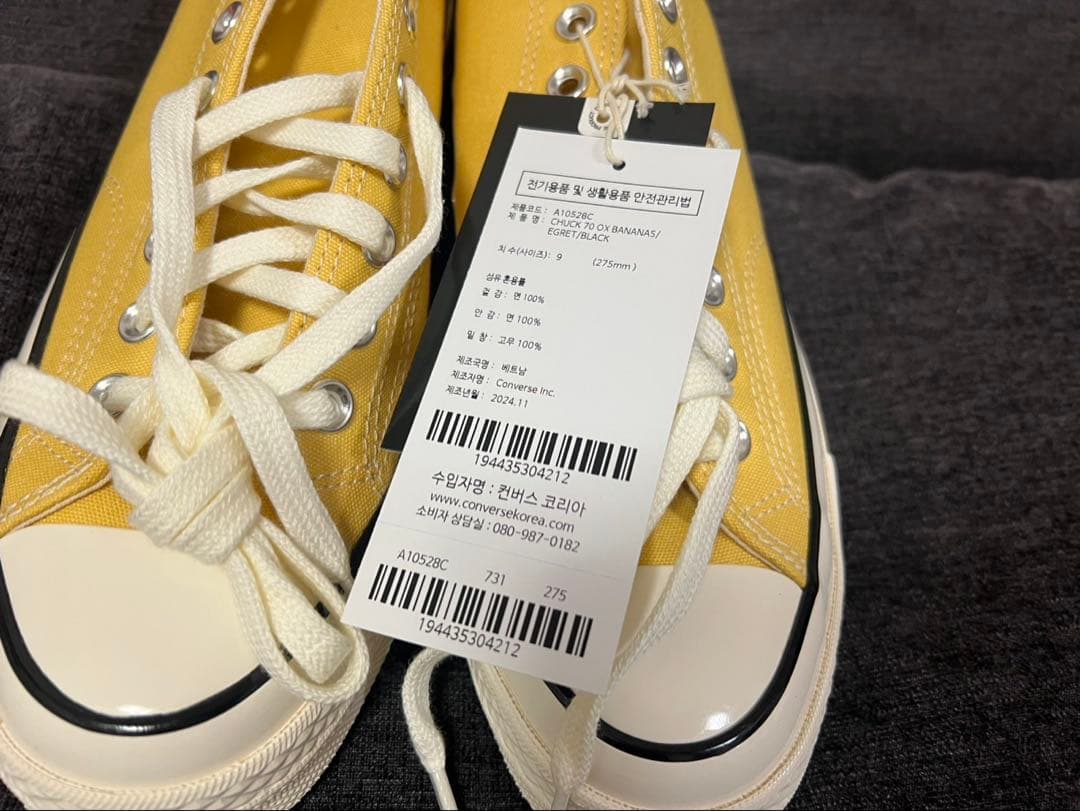 전기용품 및 생활용품 안전관리법
제품코드 : A10528C
제 품 명 : CHUCK 70 OX BANANAS/
EGRET/BLACK
치 수(사이즈) : 9 (275mm)
섬유 혼용률
겉 감 : 면 100%
안 감 : 면 100%
밑 창 : 고무 100%
제조국명 : 베트남
제조자명 : Converse Inc.
제조년월 : 2024.11
194435304212
수입자명 : 컨버스 코리아
www.conversekorea.com
소비자 상담실 : 080-987-0182
A10528C 731 275
194435304212